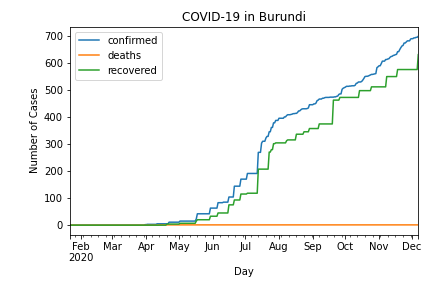 COVID-19 in Burundi
confirmed
deaths
recovered
Number of Cases
700
600
500
400
300
200
100
0
Feb Mar Apr May Jun Jul Aug Sep Oct Nov Dec
2020
Day